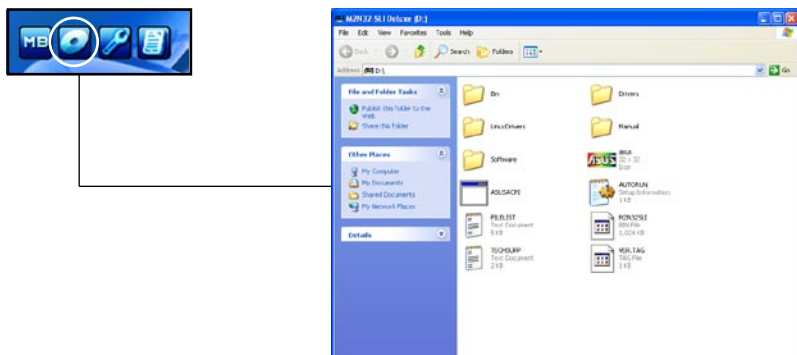 MB
M2N32-SLI Deluxe (D:)
File Edit View Favorites Tools Help
Back Search Folders
Address D:\ Go
File and Folder Tasks
Publish this folder to the Web
Share this folder
Other Places
My Computer
My Documents
Shared Documents
My Network Places
Details
Bin
Drivers
LinuxDrivers
Manual
Software
ASUS
32 x 32
Icon
ASUSACPI
AUTORUN
Setup Information
1 KB
FILELIST
Text Document
9 KB
M2N32SLI
BIN File
1,024 KB
TECHSUPP
Text Document
2 KB
VER.TAG
TAG File
1 KB